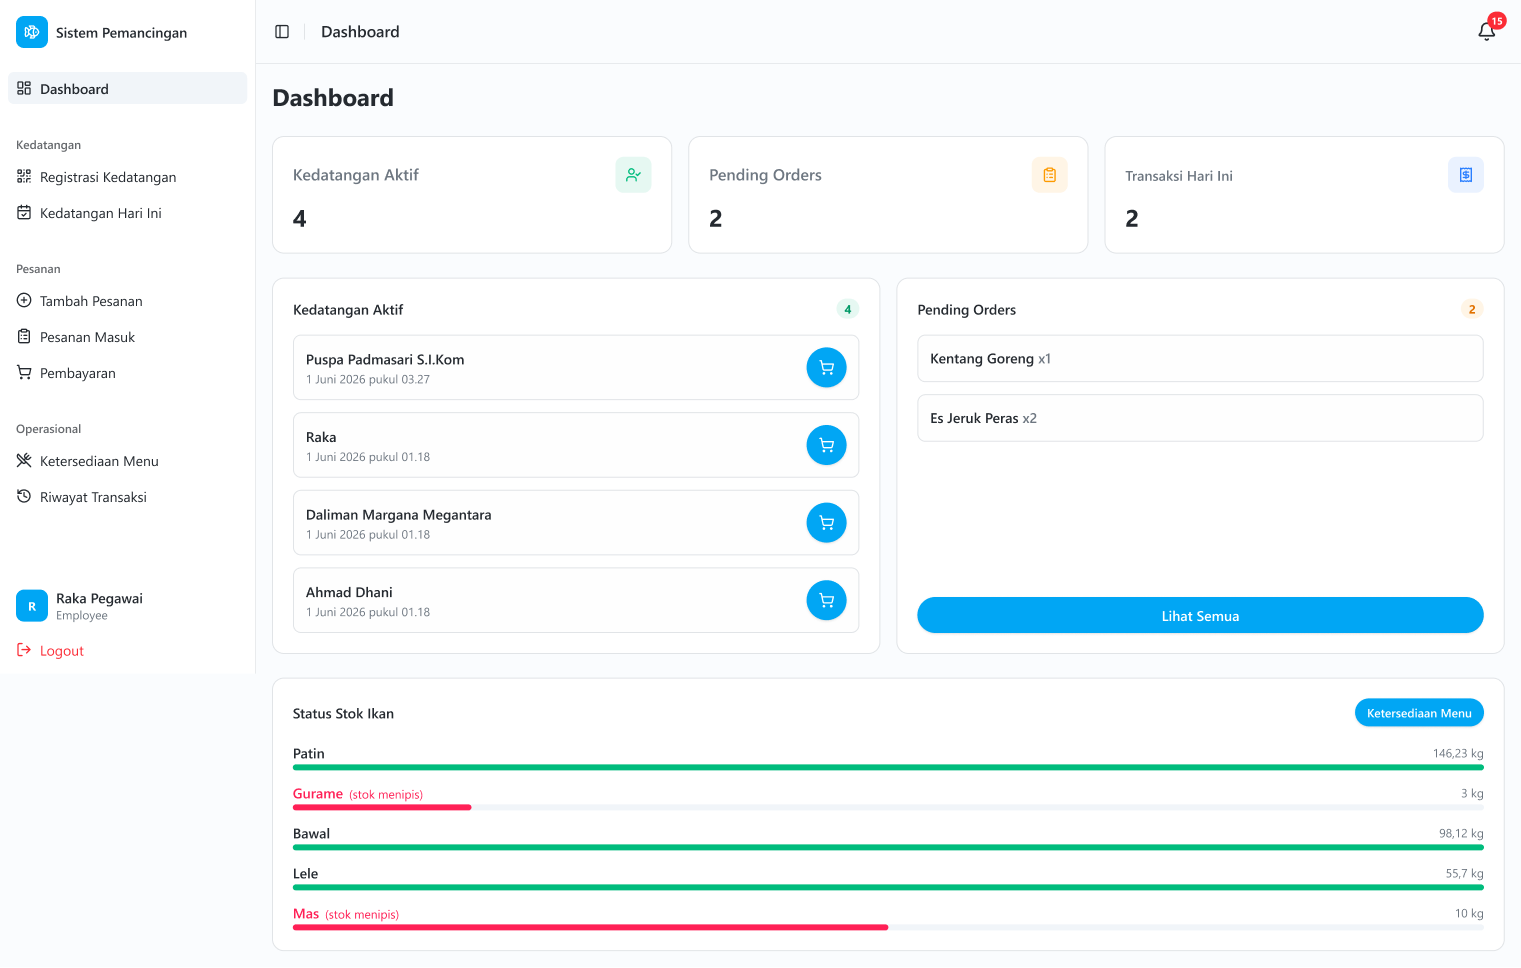 Sistem Pemancingan
Dashboard
Kedatangan
Registrasi Kedatangan
Kedatangan Hari Ini
Pesanan
Tambah Pesanan
Pesanan Masuk
Pembayaran
Operasional
Ketersediaan Menu
Riwayat Transaksi
R
Raka Pegawai
Employee
Logout
Dashboard
15
Dashboard
Kedatangan Aktif
4
Pending Orders
2
Transaksi Hari Ini
2
Kedatangan Aktif
4
Puspa Padmasari S.I.Kom
1 Juni 2026 pukul 03.27
Raka
1 Juni 2026 pukul 01.18
Daliman Margana Megantara
1 Juni 2026 pukul 01.18
Ahmad Dhani
1 Juni 2026 pukul 01.18
Pending Orders
2
Kentang Goreng x1
Es Jeruk Peras x2
Lihat Semua
Status Stok Ikan
Ketersediaan Menu
Patin 146,23 kg
Gurame (stok menipis) 3 kg
Bawal 98,12 kg
Lele 55,7 kg
Mas (stok menipis) 10 kg